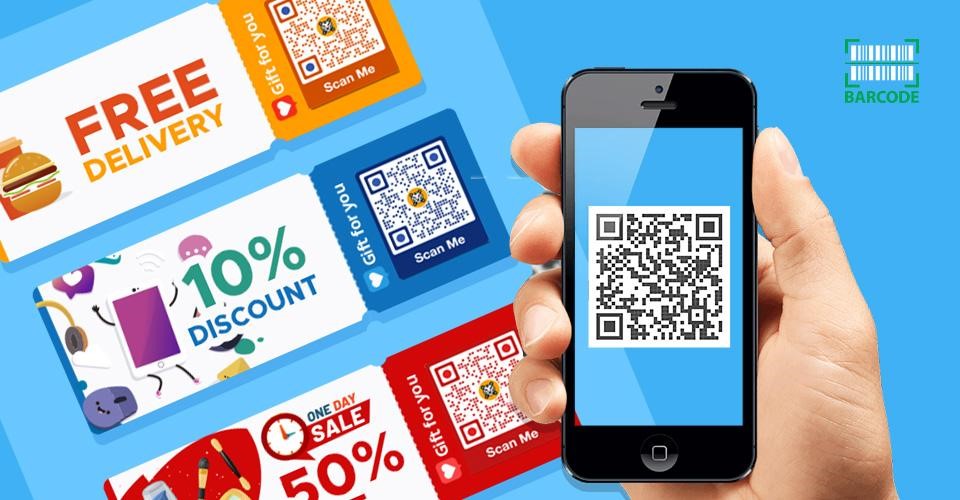 FREE
DELIVERY
Gift for you
Scan Me
10%
DISCOUNT
Gift for you
Scan Me
ONE DAY
SALE
50%
Gift for you
Scan Me
BARCODE